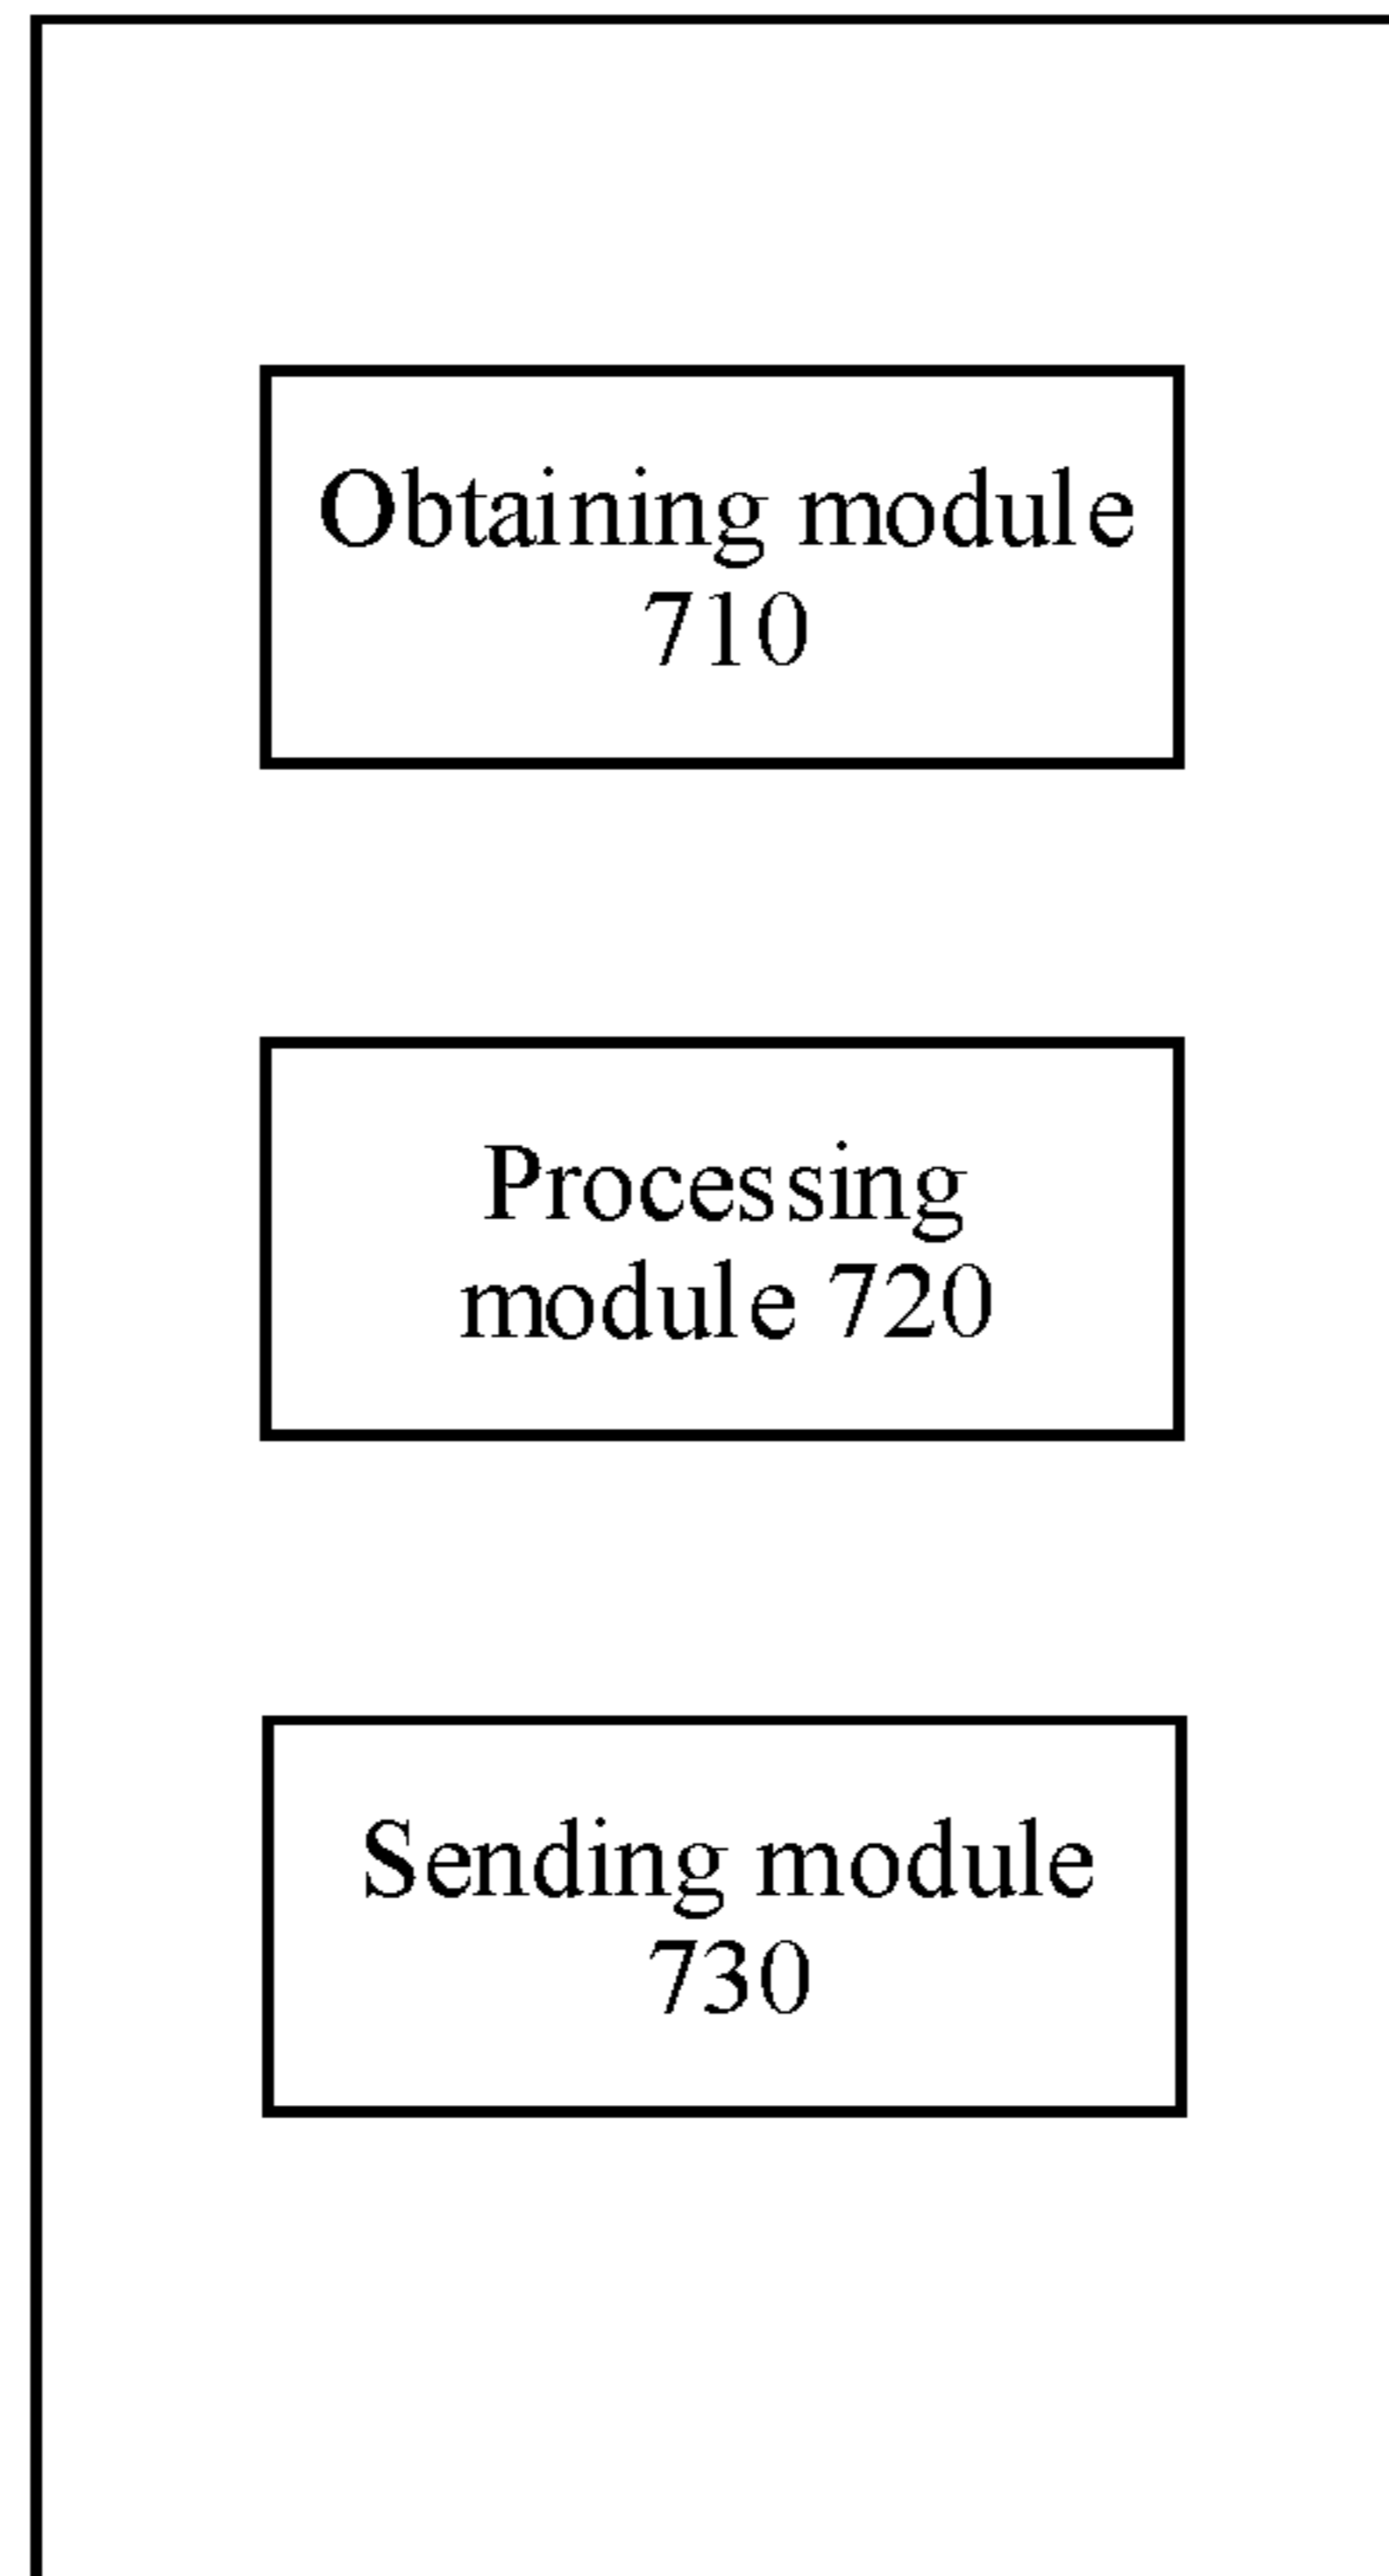 Obtaining module
710
Processing
module 720
Sending module
730